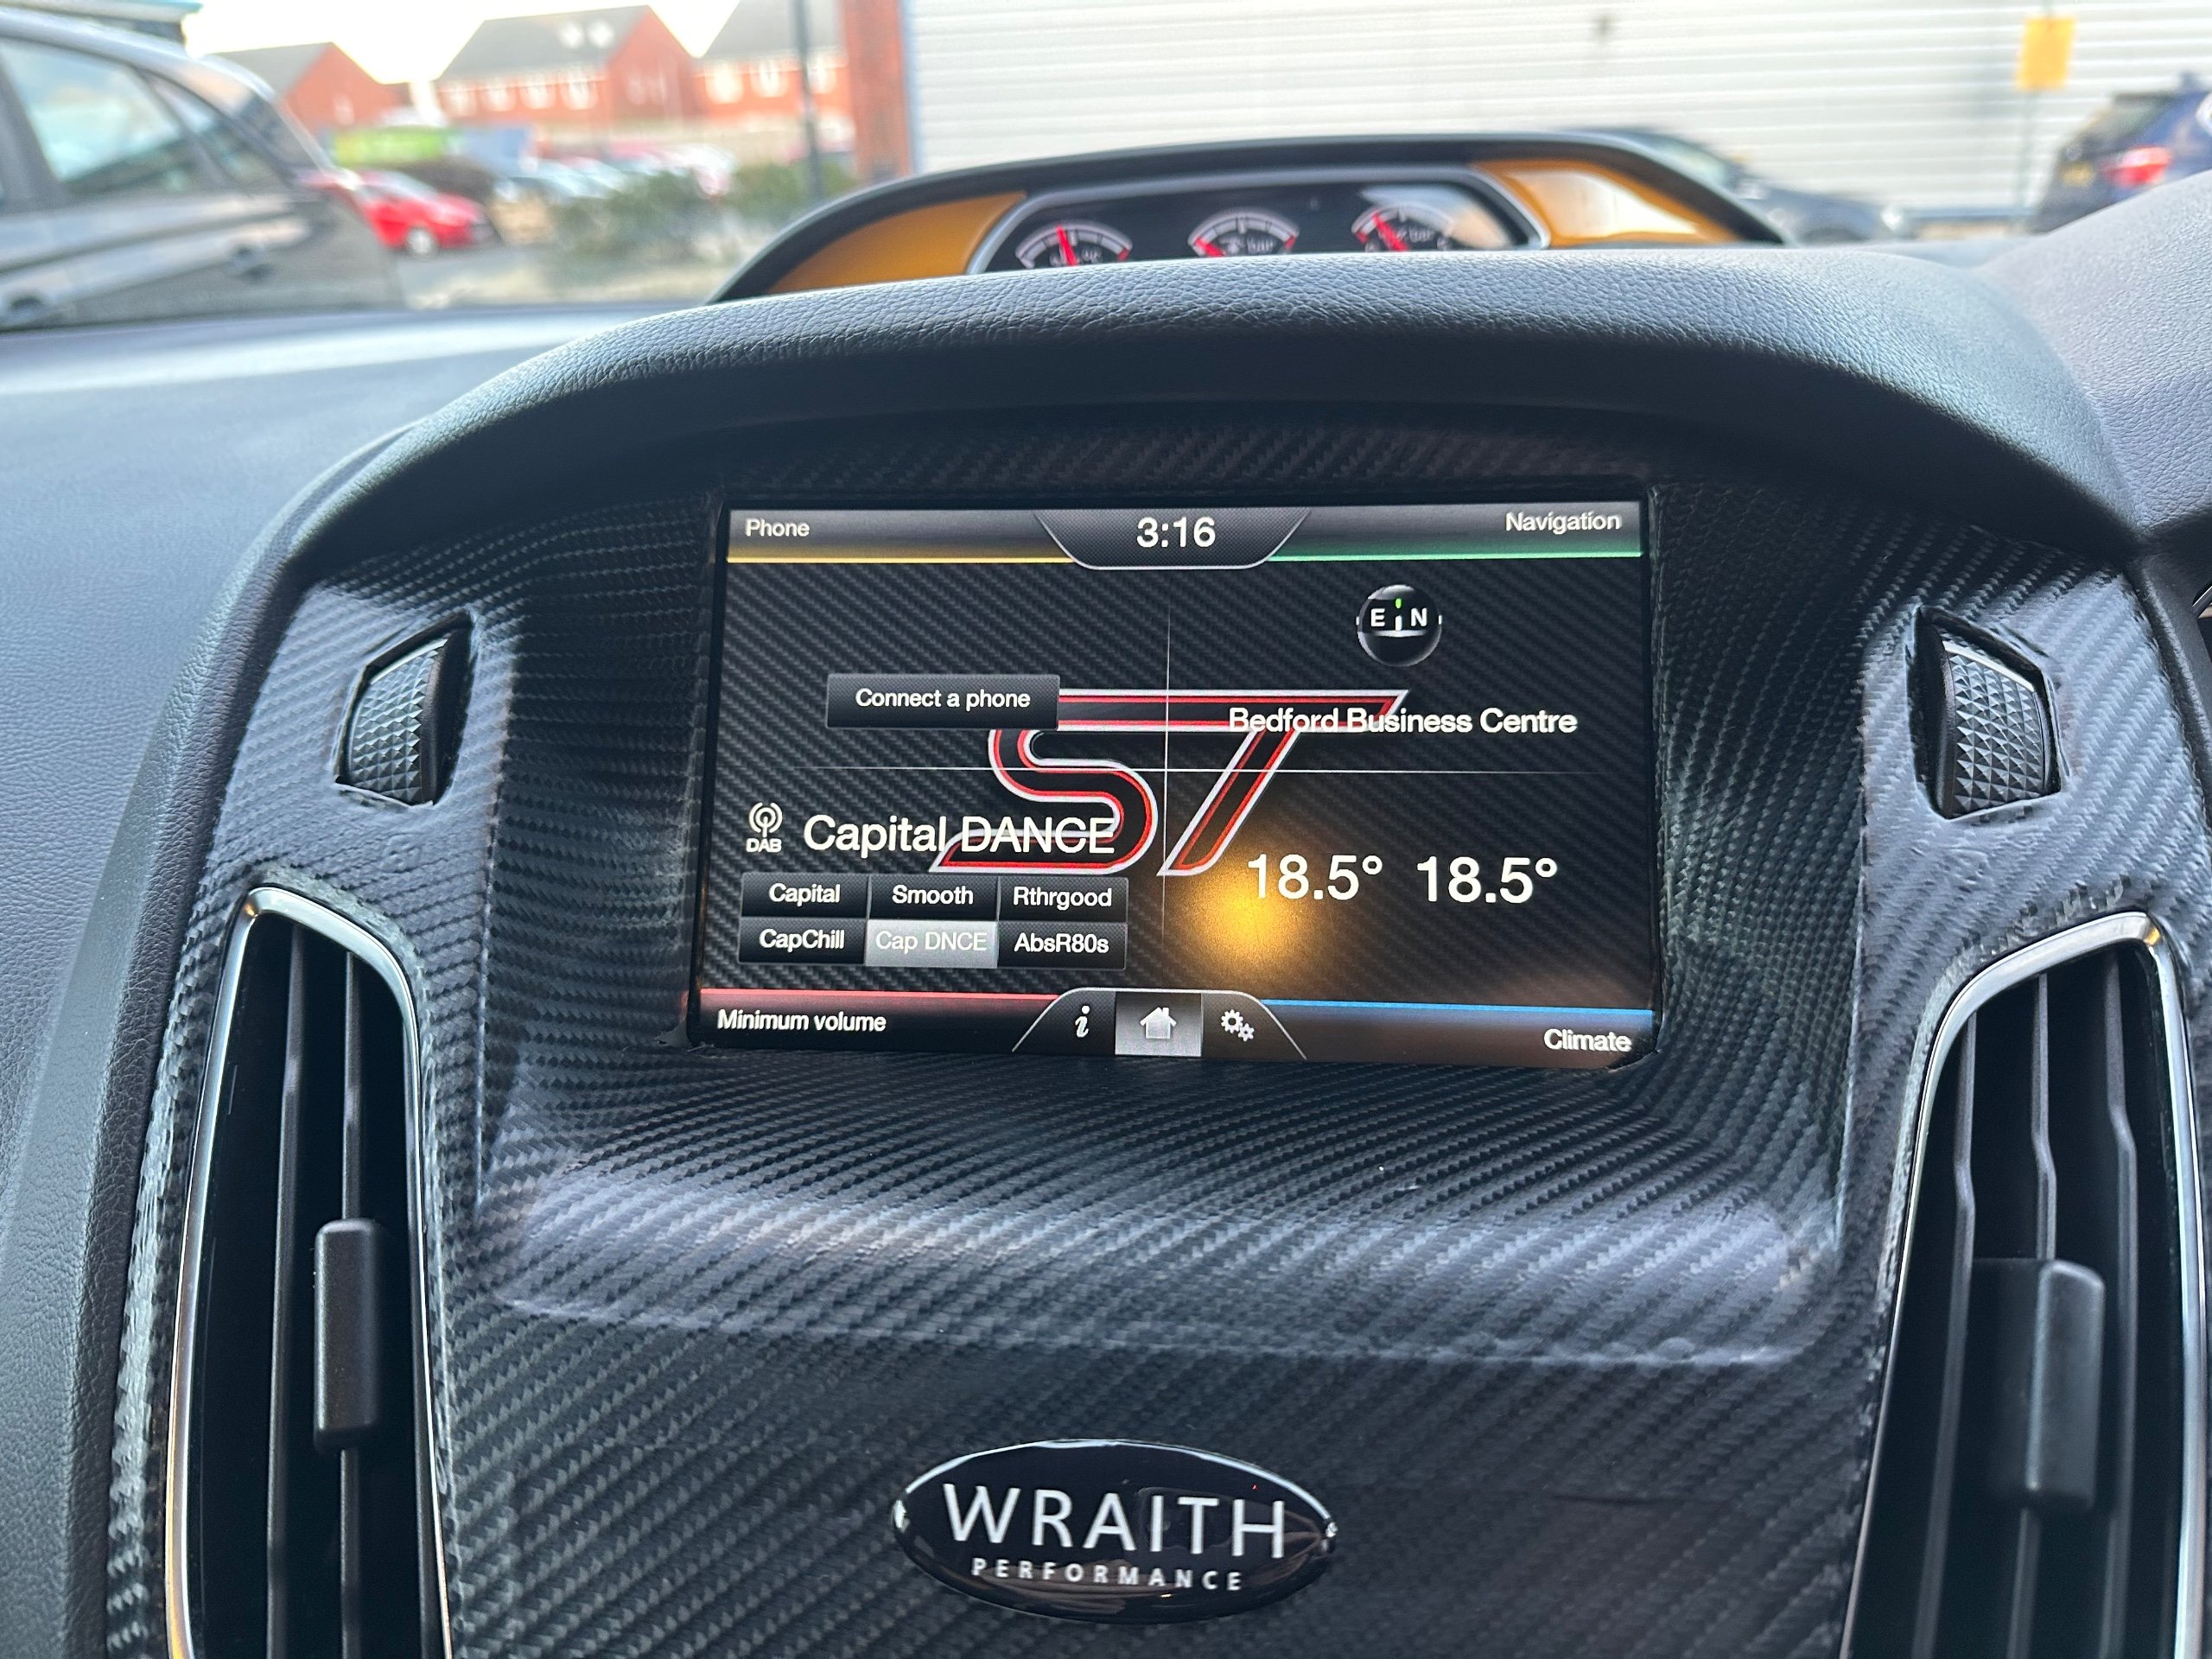 Phone
3:16
Navigation
E N
Connect a phone
ST
Bedford Business Centre
DAB
Capital DANCE
18.5° 18.5°
Capital
Smooth
Rthrgood
CapChill
Cap DNCE
AbsR80s
Minimum volume
i
Climate
WRAITH
PERFORMANCE